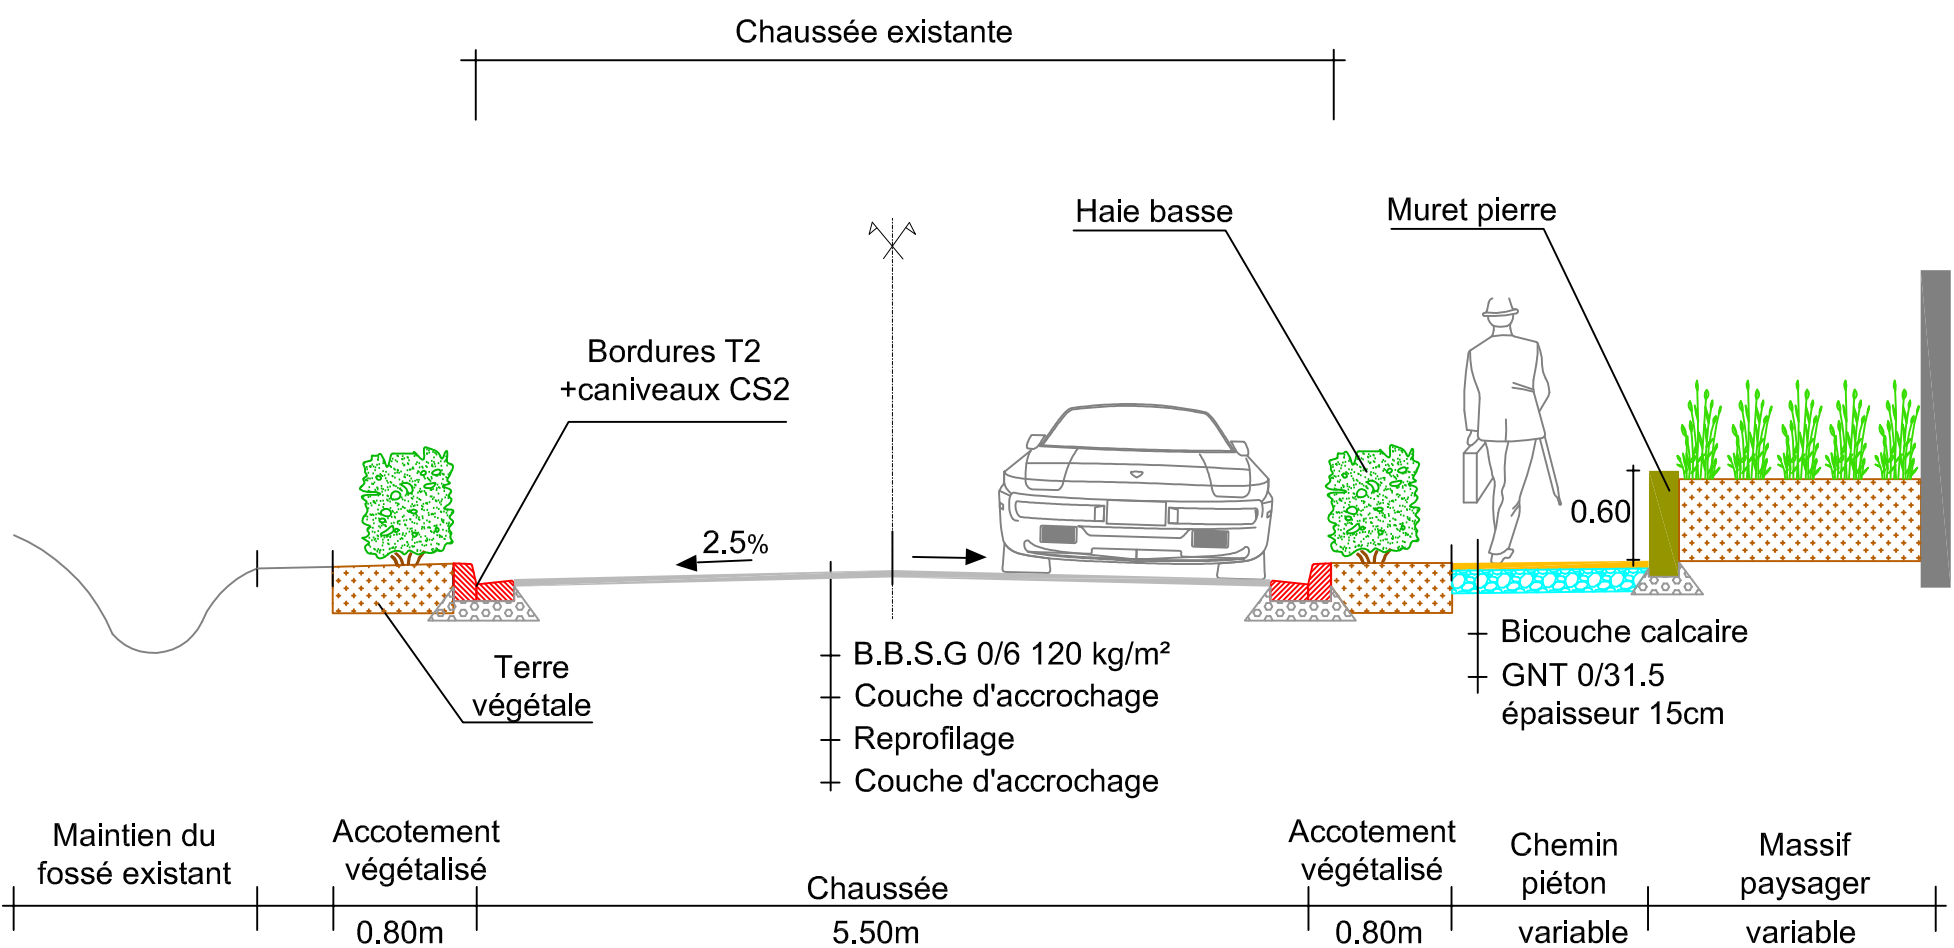 Chaussée existante
Haie basse
Muret pierre
Bordures T2
+caniveaux CS2
0.60
2.5%
Terre
végétale
B.B.S.G 0/6 120 kg/m²
Couche d'accrochage
Reprofilage
Couche d'accrochage
Bicouche calcaire
GNT 0/31.5
épaisseur 15cm
Maintien du
fossé existant
Accotement
végétalisé
Chaussée
Accotement
végétalisé
Chemin
piéton
Massif
paysager
0.80m
5.50m
0.80m
variable
variable